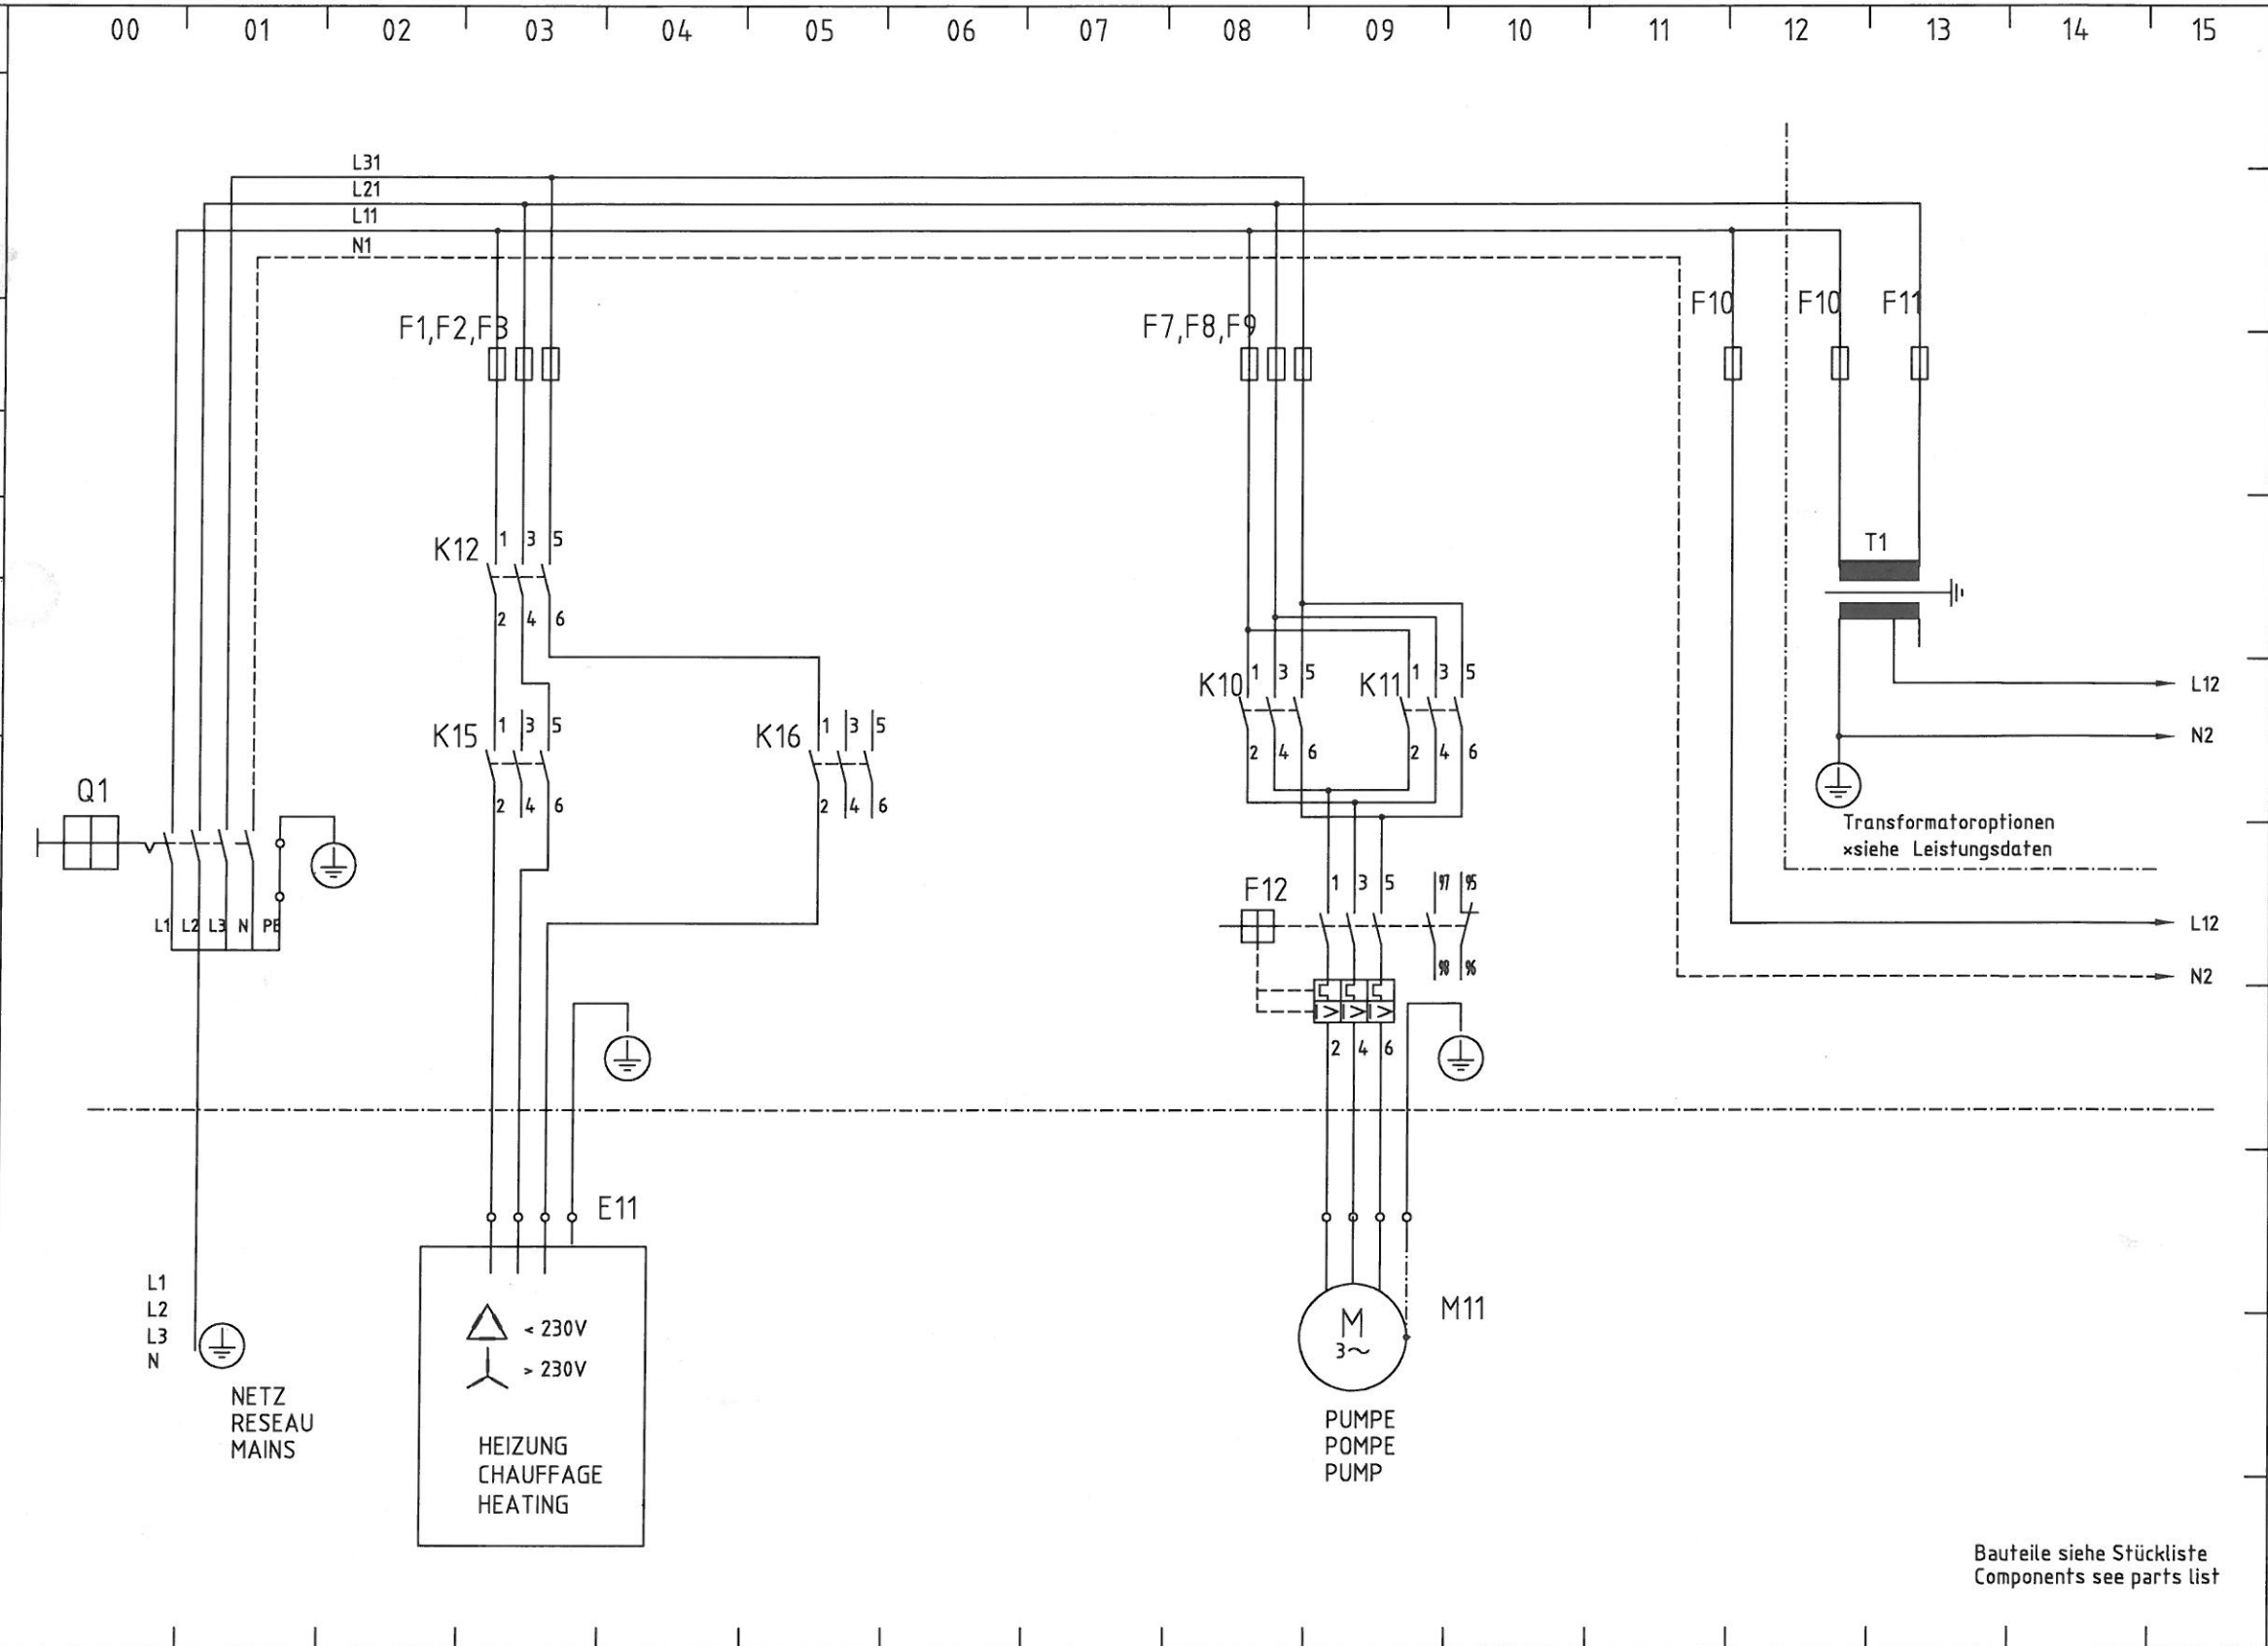 00 01 02 03 04 05 06 07 08 09 10 11 12 13 14 15
L31
L21
L11
N1
F1,F2,F3
F7,F8,F9
F10
F10
F11
K12
1 3 5
2 4 6
T1
K15
1 3 5
2 4 6
K16
1 3 5
2 4 6
K10
1 3 5
2 4 6
K11
1 3 5
2 4 6
L12
N2
Q1
L1 L2 L3 N PE
Transformatoroptionen
×siehe Leistungsdaten
F12
1 3 5
97 95
98 96
I> I> I>
2 4 6
L12
N2
E11
< 230V
> 230V
HEIZUNG
CHAUFFAGE
HEATING
L1
L2
L3
N
NETZ
RESEAU
MAINS
M
3~
M11
PUMPE
POMPE
PUMP
Bauteile siehe Stückliste
Components see parts list